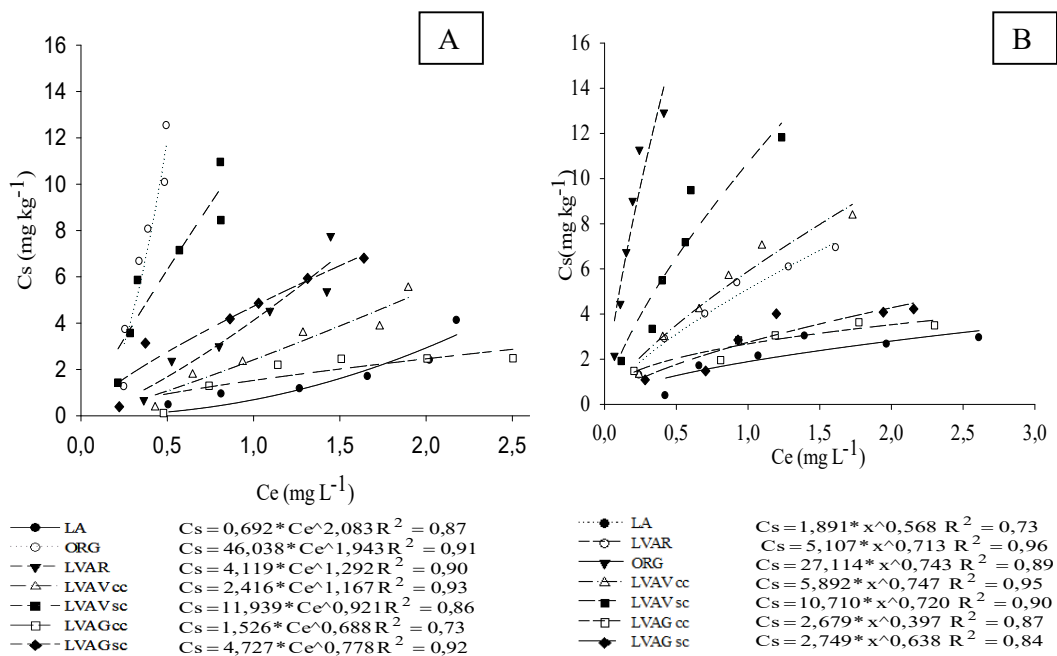 A
B
Cs (mg kg-1)
16
14
12
10
8
6
4
2
0
0,0 0,5 1,0 1,5 2,0 2,5
Ce (mg L-1)
Cs(mg kg-1)
16
14
12
10
8
6
4
2
0
0,0 0,5 1,0 1,5 2,0 2,5 3,0
Ce (mg L-1)
LA Cs=0,692*Ce^2,083 R2 = 0,87
ORG Cs=46,038*Ce^1,943 R2 = 0,91
LVAR Cs=4,119*Ce^1,292 R2 = 0,90
LVAVcc Cs=2,416*Ce^1,167 R2 = 0,93
LVAVsc Cs=11,939*Ce^0,921 R2 = 0,86
LVAGcc Cs=1,526*Ce^0,688 R2 = 0,73
LVAGsc Cs=4,727*Ce^0,778 R2 = 0,92
LA Cs=1,891*x^0,568 R2 = 0,73
LVAR Cs=5,107*x^0,713 R2 = 0,96
ORG Cs=27,114*x^0,743 R2 = 0,89
LVAVcc Cs=5,892*x^0,747 R2 = 0,95
LVAVsc Cs=10,710*x^0,720 R2 = 0,90
LVAGcc Cs=2,679*x^0,397 R2 = 0,87
LVAGsc Cs=2,749*x^0,638 R2 = 0,84